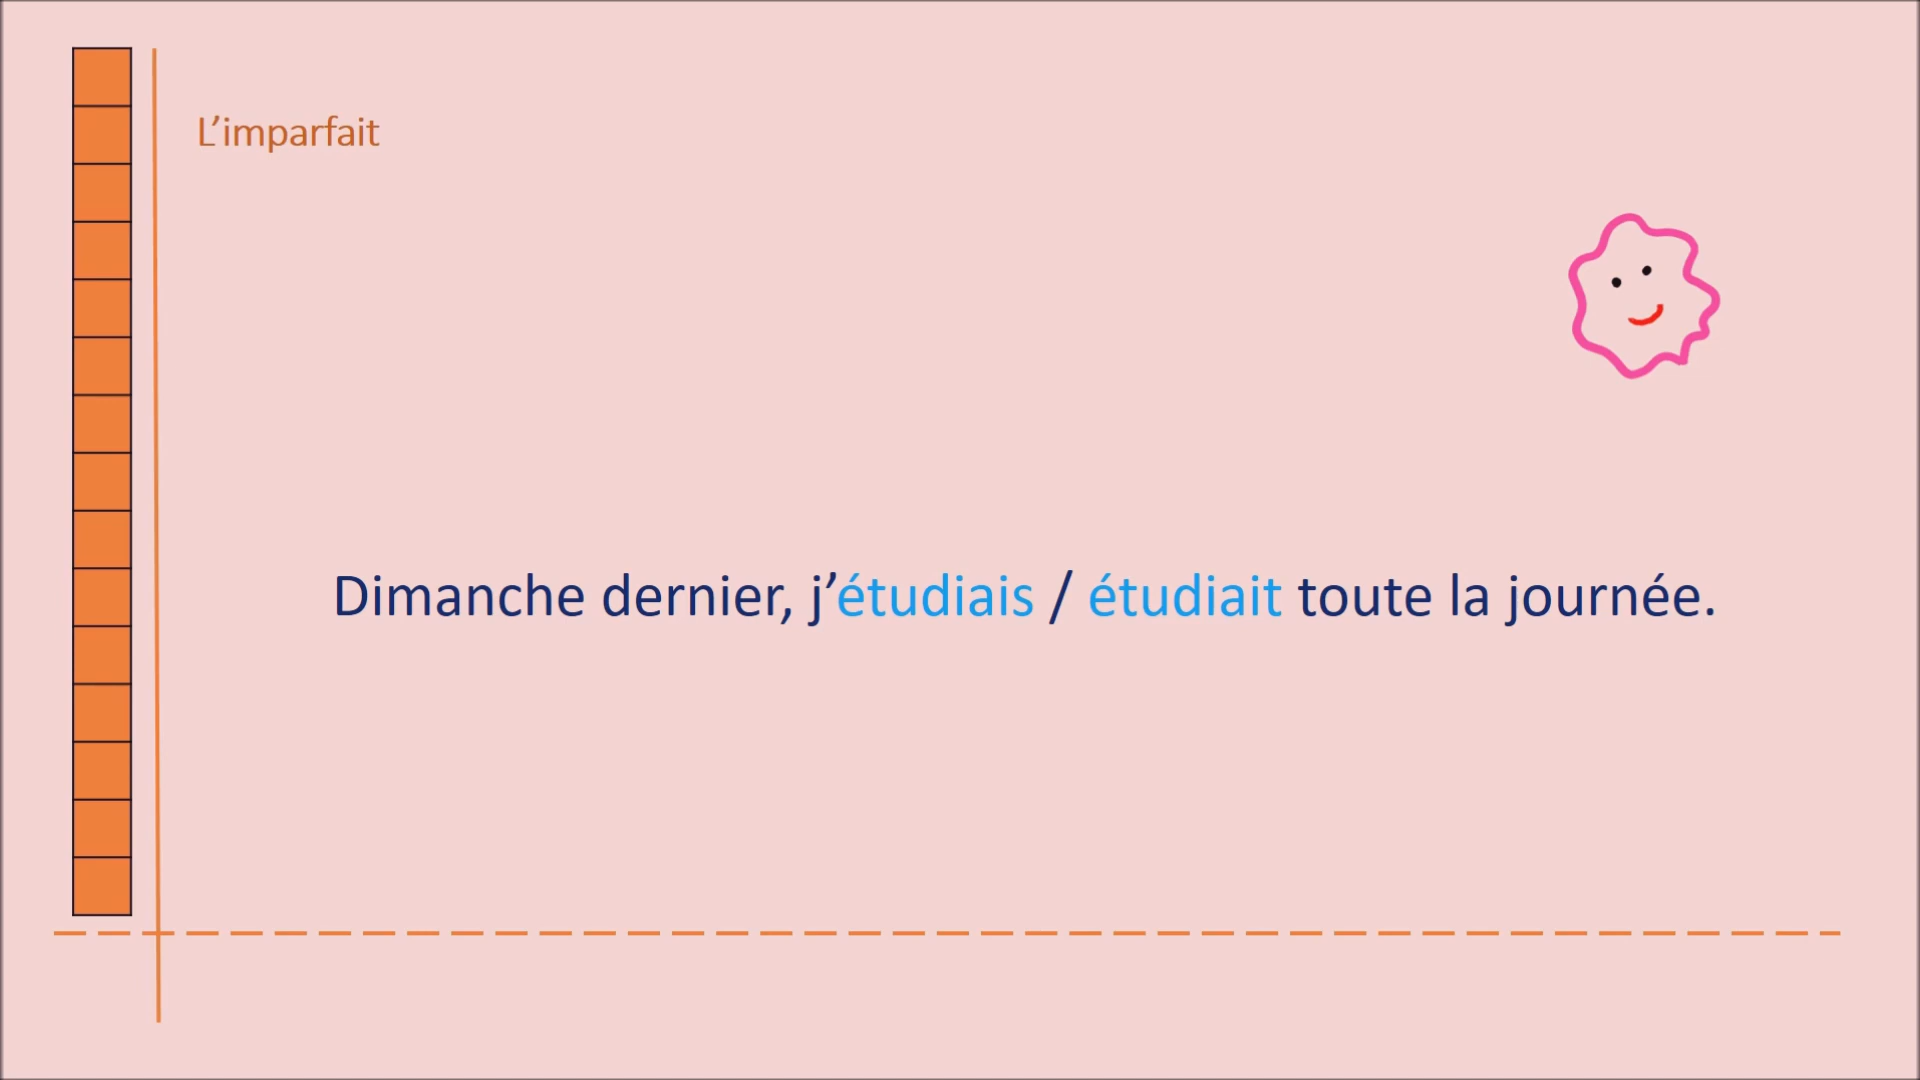 L’imparfait
Dimanche dernier, j’étudiais / étudiait toute la journée.